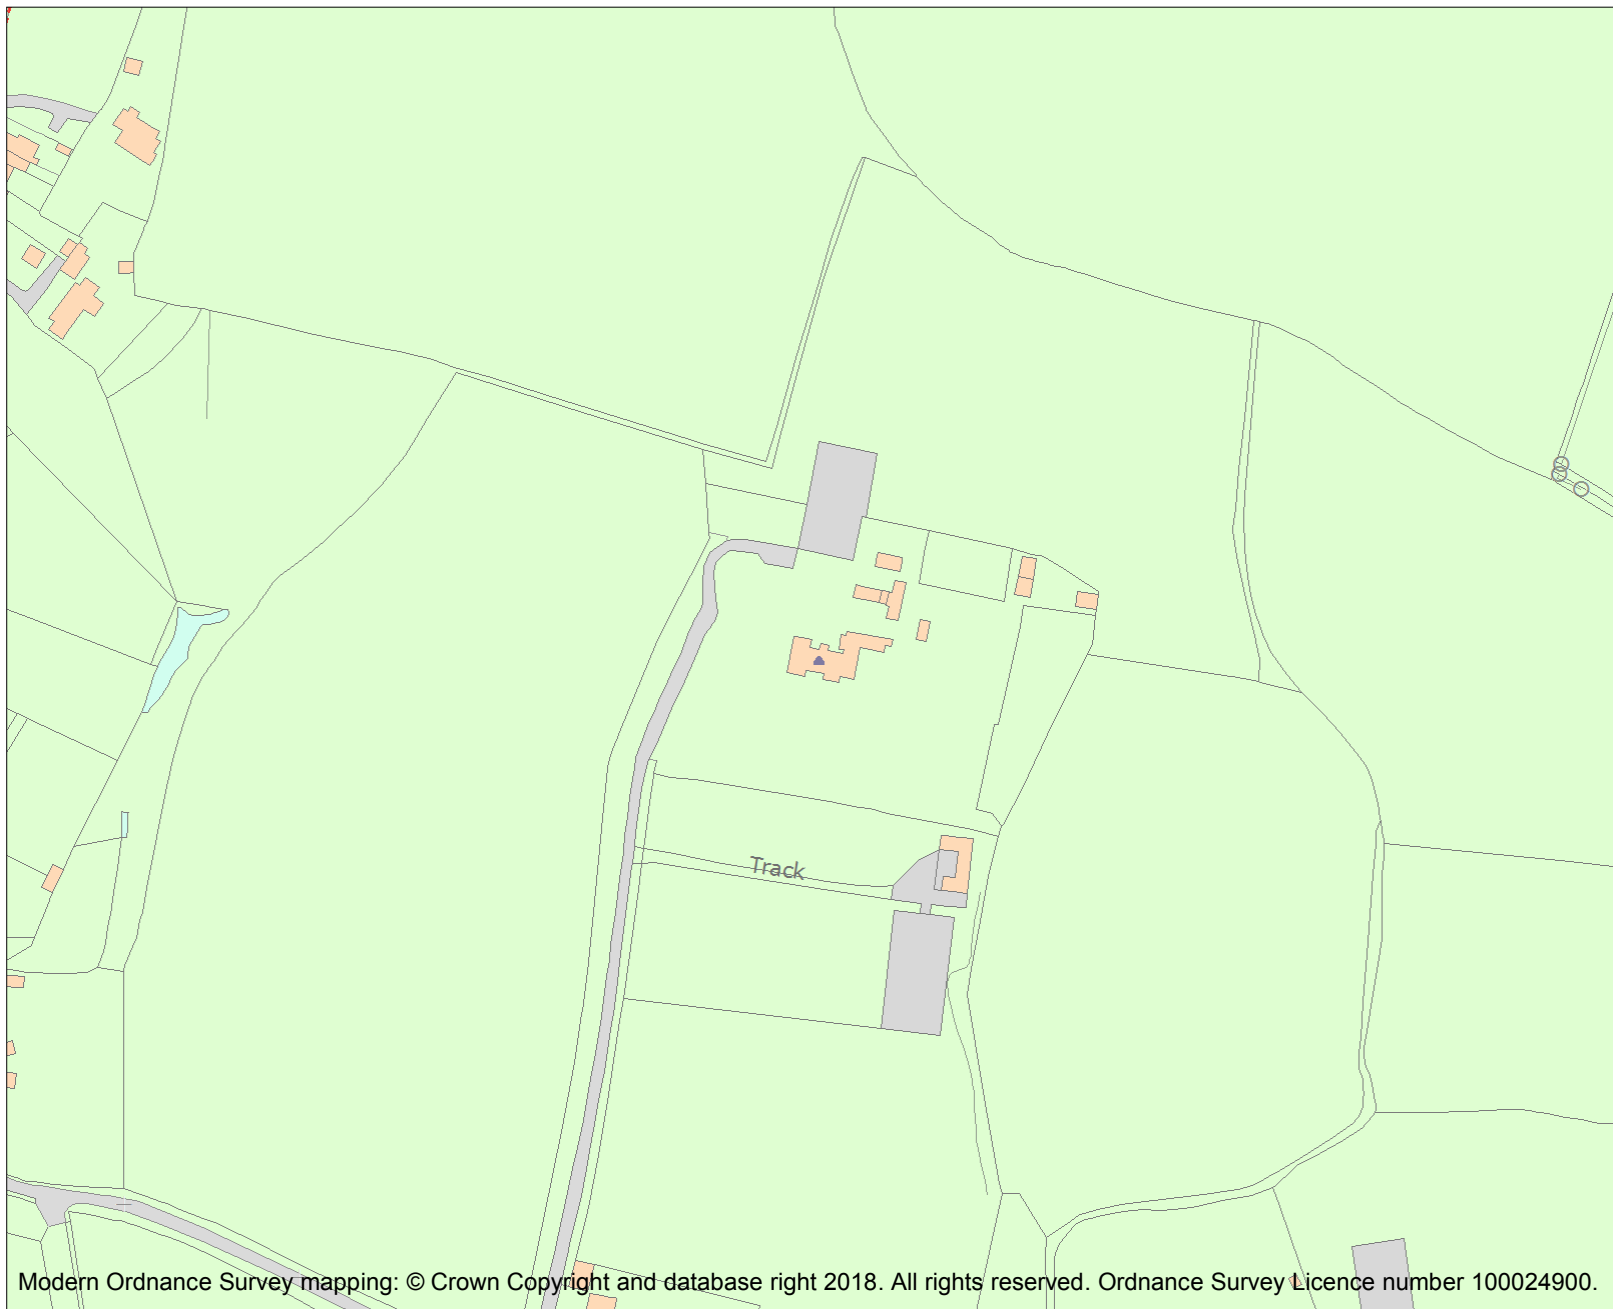 Track
Modern Ordnance Survey mapping: © Crown Copyright and database right 2018. All rights reserved. Ordnance Survey Licence number 100024900.